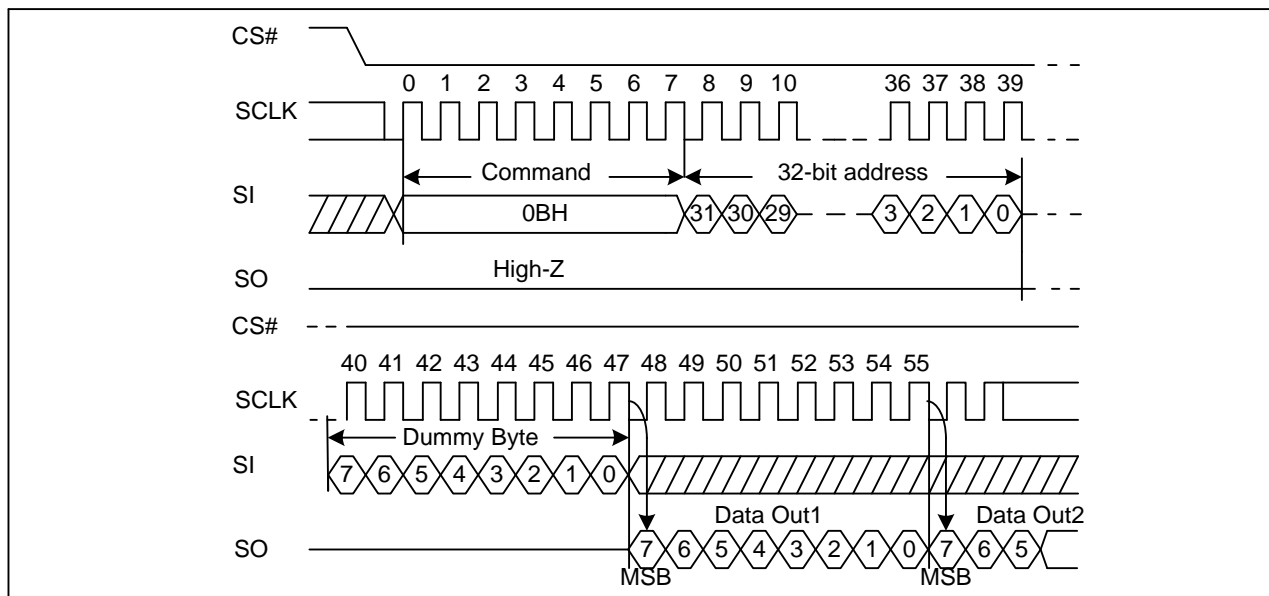 CS#
0 1 2 3 4 5 6 7 8 9 10 36 37 38 39
SCLK
Command 32-bit address
SI
0BH 31 30 29 3 2 1 0
High-Z
SO
CS#
40 41 42 43 44 45 46 47 48 49 50 51 52 53 54 55
SCLK
Dummy Byte
SI
7 6 5 4 3 2 1 0
Data Out1 Data Out2
SO
7 6 5 4 3 2 1 0 7 6 5
MSB MSB